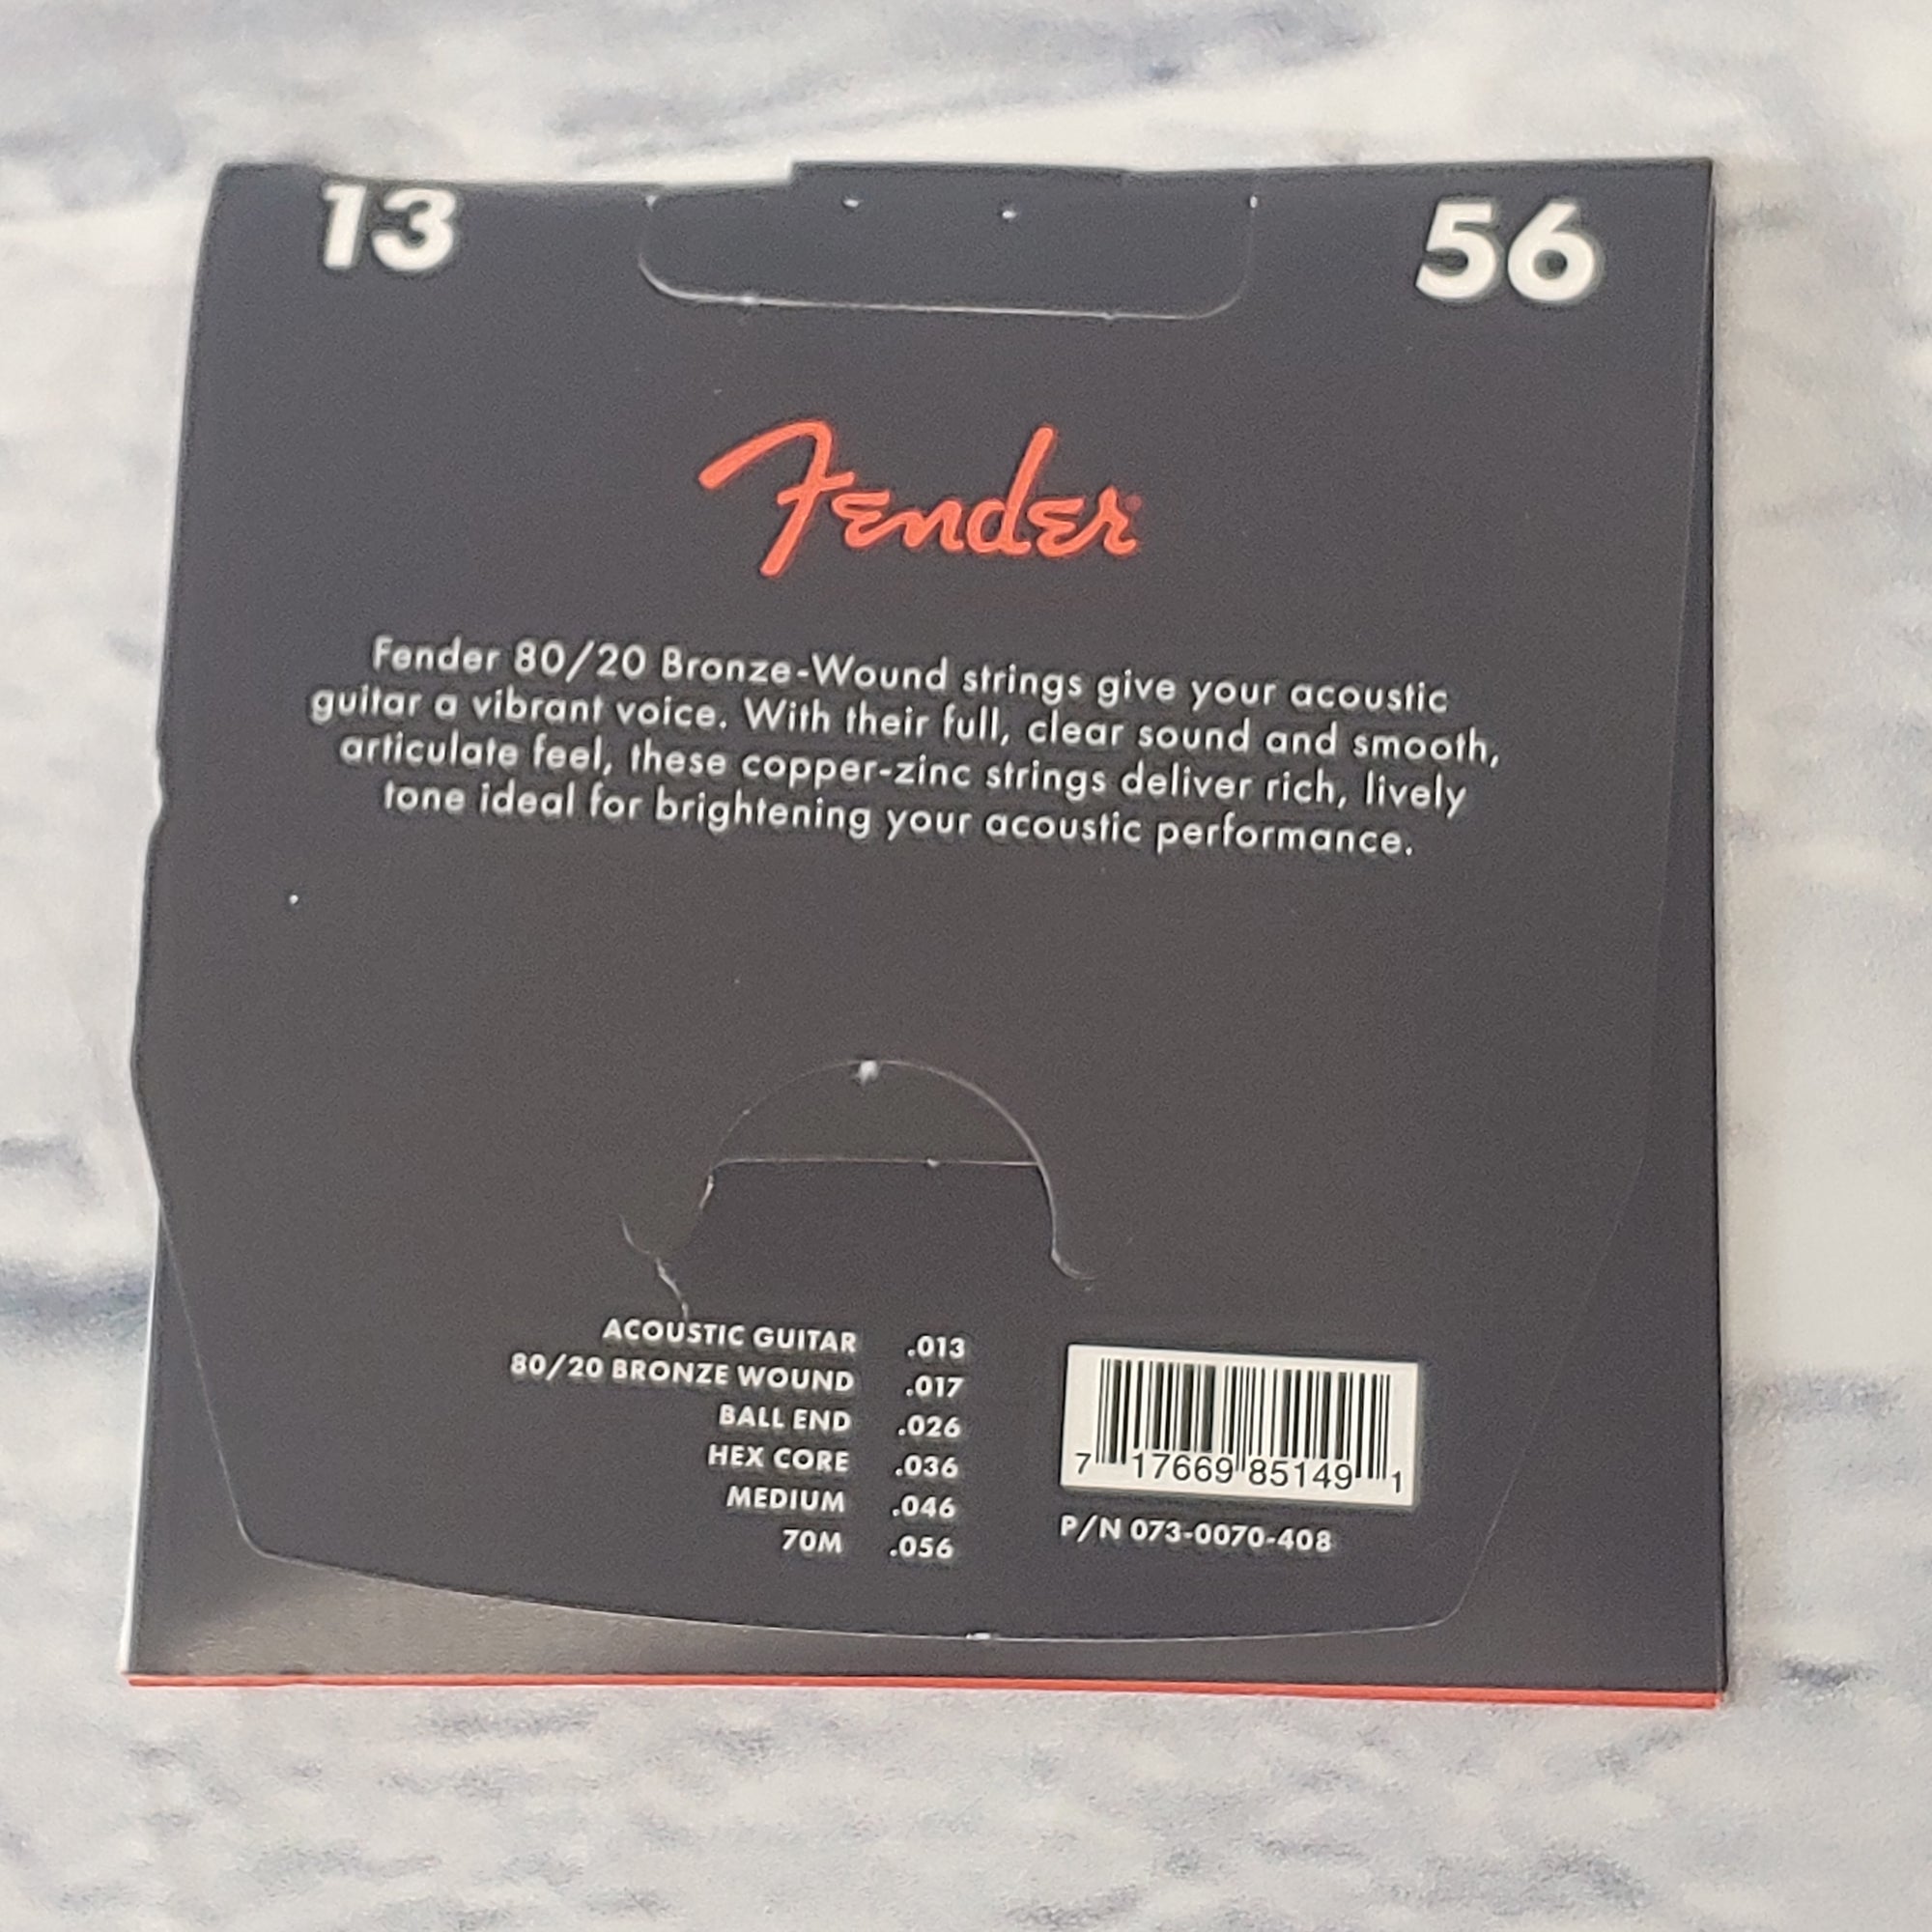 13 56
Fender®
Fender 80/20 Bronze-Wound strings give your acoustic
guitar a vibrant voice. With their full, clear sound and smooth,
articulate feel, these copper-zinc strings deliver rich, lively
tone ideal for brightening your acoustic performance.
ACOUSTIC GUITAR .013
80/20 BRONZE WOUND .017
BALL END .026
HEX CORE .036
MEDIUM .046
70M .056
7 17669 85149 1
P/N 073-0070-408